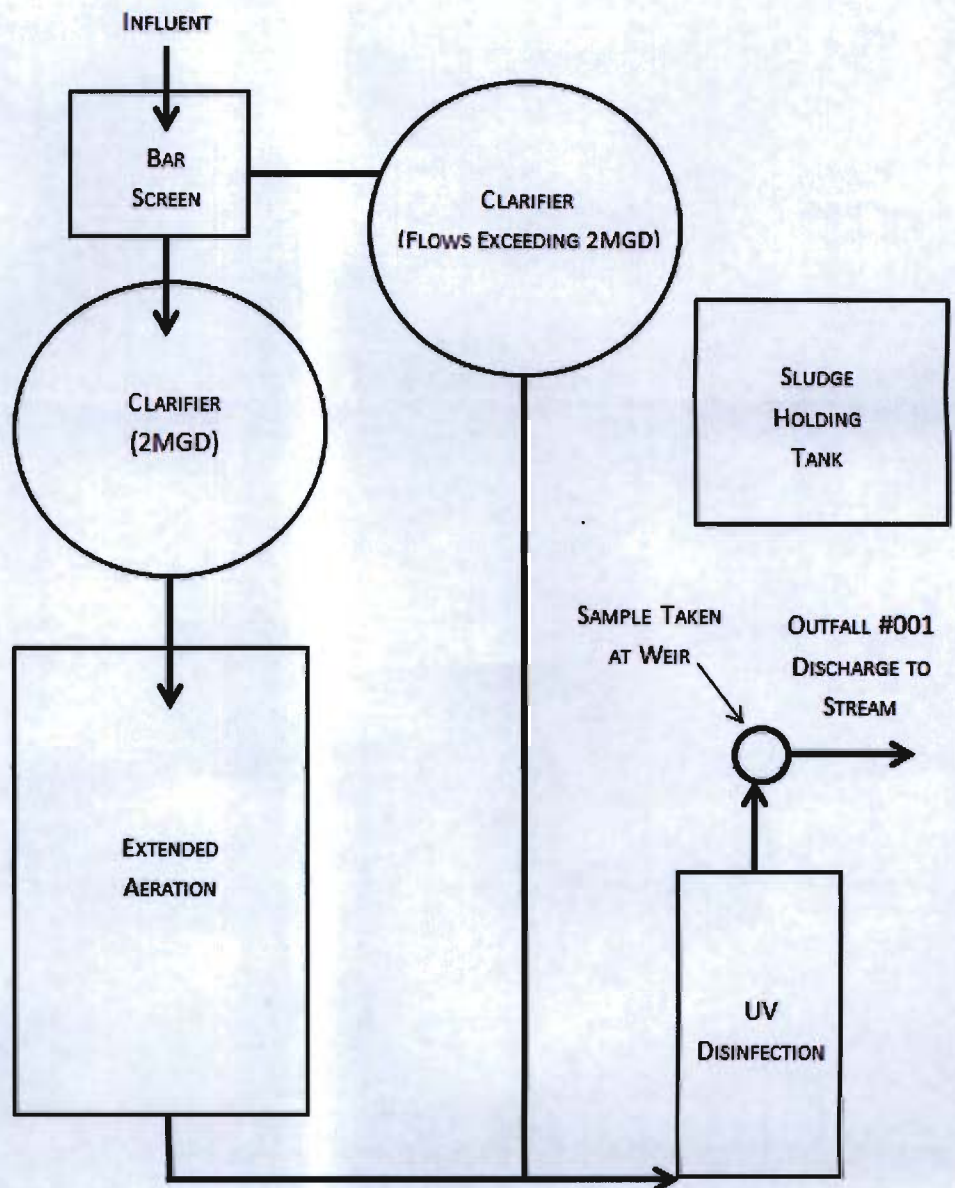 INFLUENT
BAR
SCREEN
CLARIFIER
(FLOWS EXCEEDING 2MGD)
CLARIFIER
(2MGD)
SLUDGE
HOLDING
TANK
SAMPLE TAKEN
AT WEIR
OUTFALL #001
DISCHARGE TO
STREAM
EXTENDED
AERATION
UV
DISINFECTION